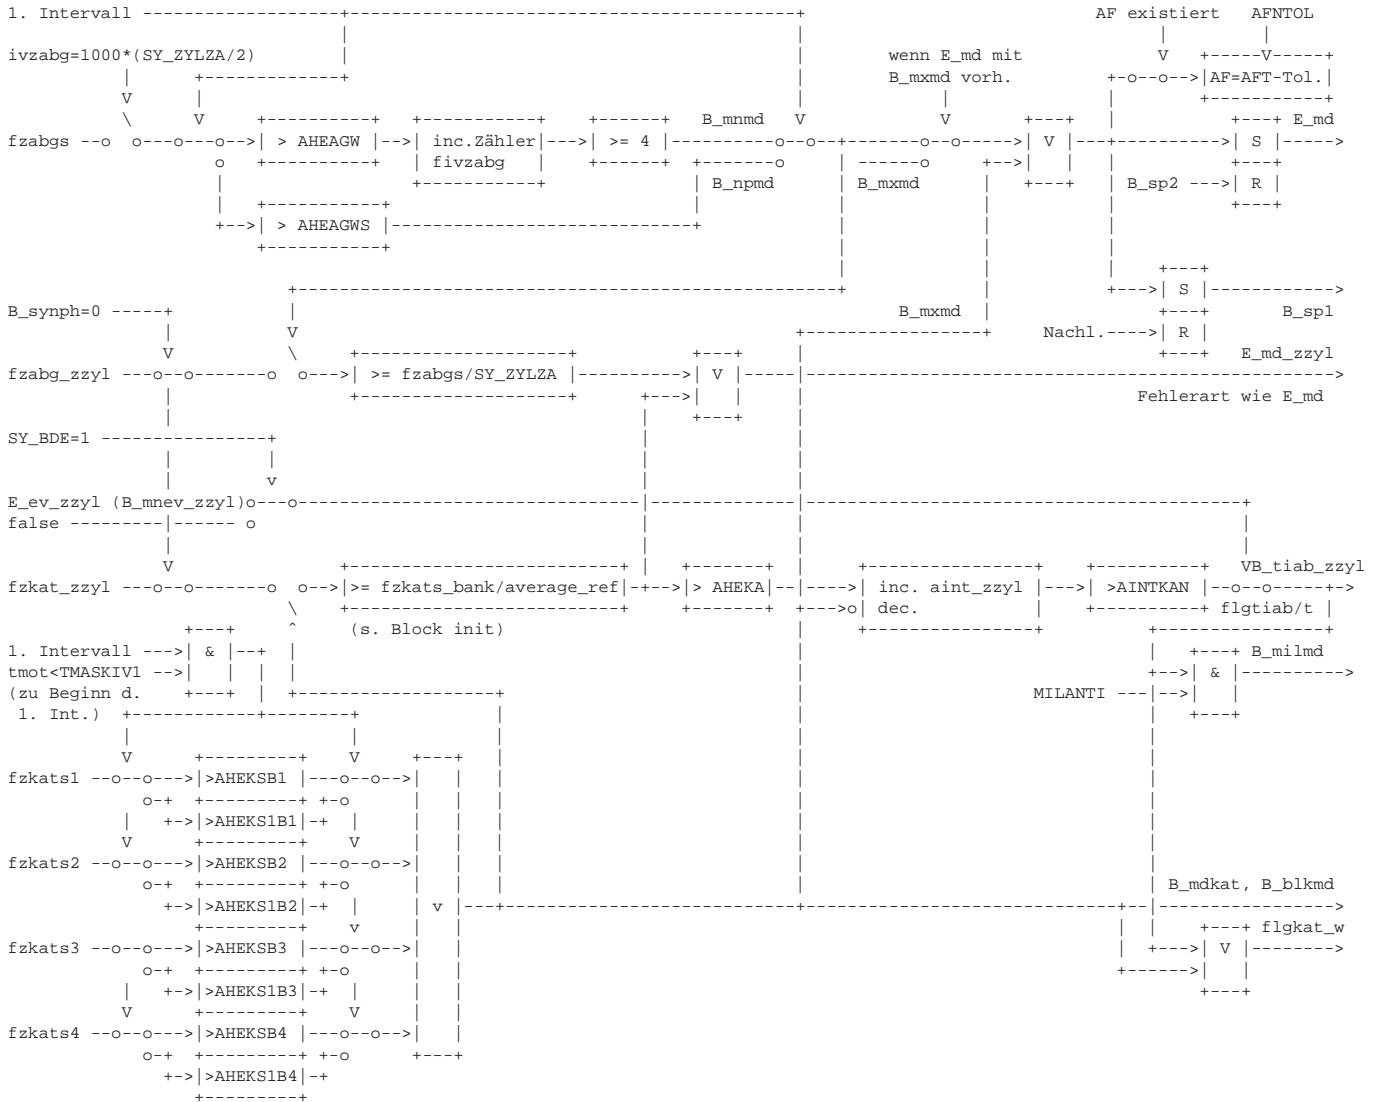 1. Intervall AF existiert AFNTOL
ivzabg=1000*(SY_ZYLZA/2) wenn E_md mit
B_mxmd vorh. AF=AFT-Tol.
B_mnmd E_md
fzabgs > AHEAGW inc.Zähler >= 4 V S
fivzabg
B_npmd B_mxmd B_sp2 R
> AHEAGWS
S
B_synph=0 B_mxmd B_sp1
Nachl. R
E_md_zzyl
fzabg_zzyl >= fzabgs/SY_ZYLZA V
Fehlerart wie E_md
SY_BDE=1
E_ev_zzyl (B_mnev_zzyl)
false
VB_tiab_zzyl
fzkat_zzyl >= fzkats_bank/average_ref > AHEKA inc. aint_zzyl >AINTKAN
dec. flgtiab/t
(s. Block init)
1. Intervall & B_milmd
tmot<TMASKIV1 &
(zu Beginn d. MILANTI
1. Int.)
fzkats1 >AHEKSB1
>AHEKS1B1
fzkats2 >AHEKSB2
B_mdkat, B_blkmd
>AHEKS1B2 v
flgkat_w
fzkats3 >AHEKSB3 V
>AHEKS1B3
fzkats4 >AHEKSB4
>AHEKS1B4